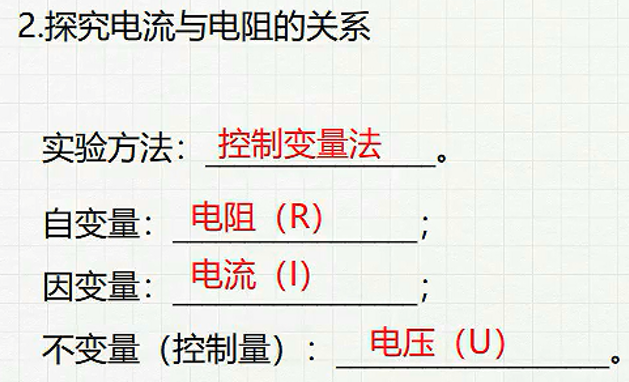 2.探究电流与电阻的关系
实验方法：控制变量法。
自变量：电阻（R）；
因变量：电流（I）；
不变量（控制量）：电压（U）。